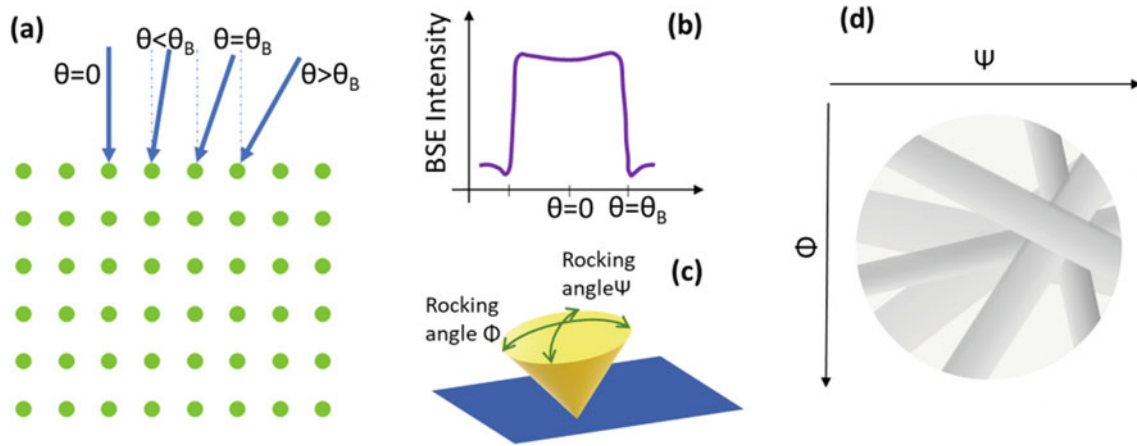 (a)
θ=0
θ<θB
θ=θB
θ>θB
(b)
BSE Intensity
θ=0
θ=θB
(c)
Rocking
angleΨ
Rocking
angle Φ
(d)
Ψ
Φ